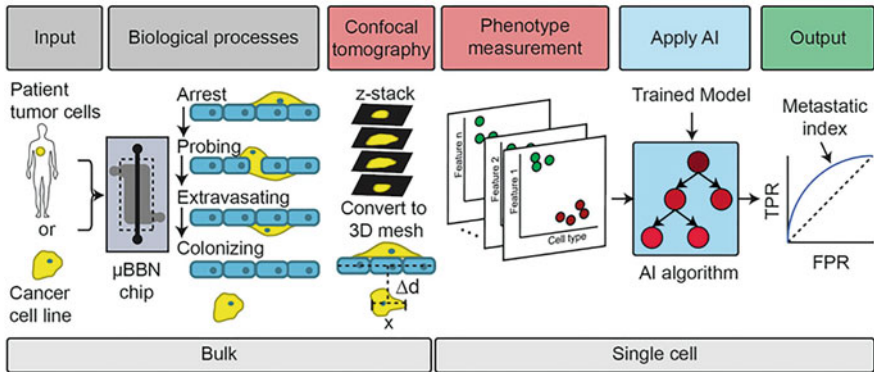 Input
Biological processes
Confocal
tomography
Phenotype
measurement
Apply AI
Output
Patient
tumor cells
or
Cancer
cell line
μBBN
chip
Arrest
Probing
Extravasating
Colonizing
z-stack
Convert to
3D mesh
Δd
x
Feature n
Feature 2
Feature 1
Cell type
Trained Model
AI algorithm
Metastatic
index
TPR
FPR
Bulk
Single cell